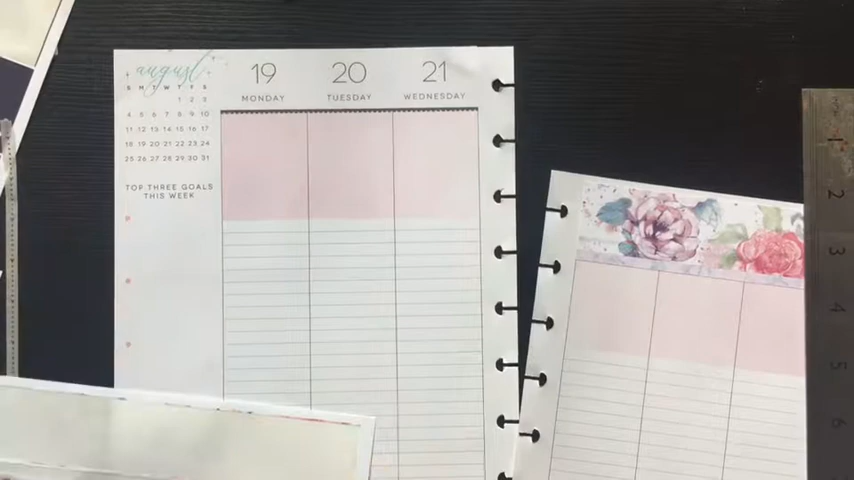 august
19 20 21
MONDAY TUESDAY WEDNESDAY
S M T W T F S
1 2 3
4 5 6 7 8 9 10
11 12 13 14 15 16 17
18 19 20 21 22 23 24
25 26 27 28 29 30 31
TOP THREE GOALS
THIS WEEK
1
2
3
4
5
6